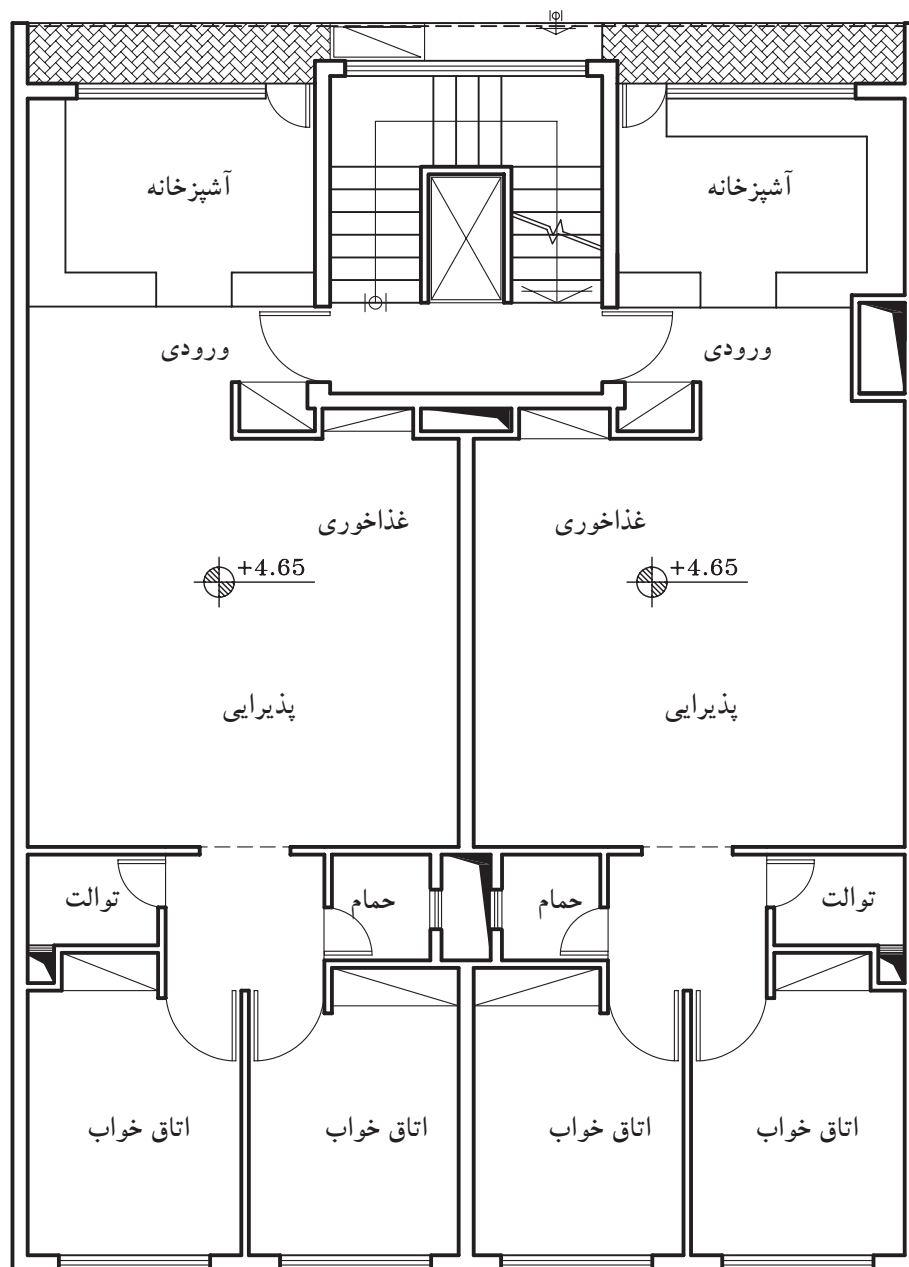 آشپزخانه
آشپزخانه
ورودی
ورودی
غذاخوری
غذاخوری
+4.65
+4.65
پذیرایی
پذیرایی
توالت
حمام
حمام
توالت
اتاق خواب
اتاق خواب
اتاق خواب
اتاق خواب